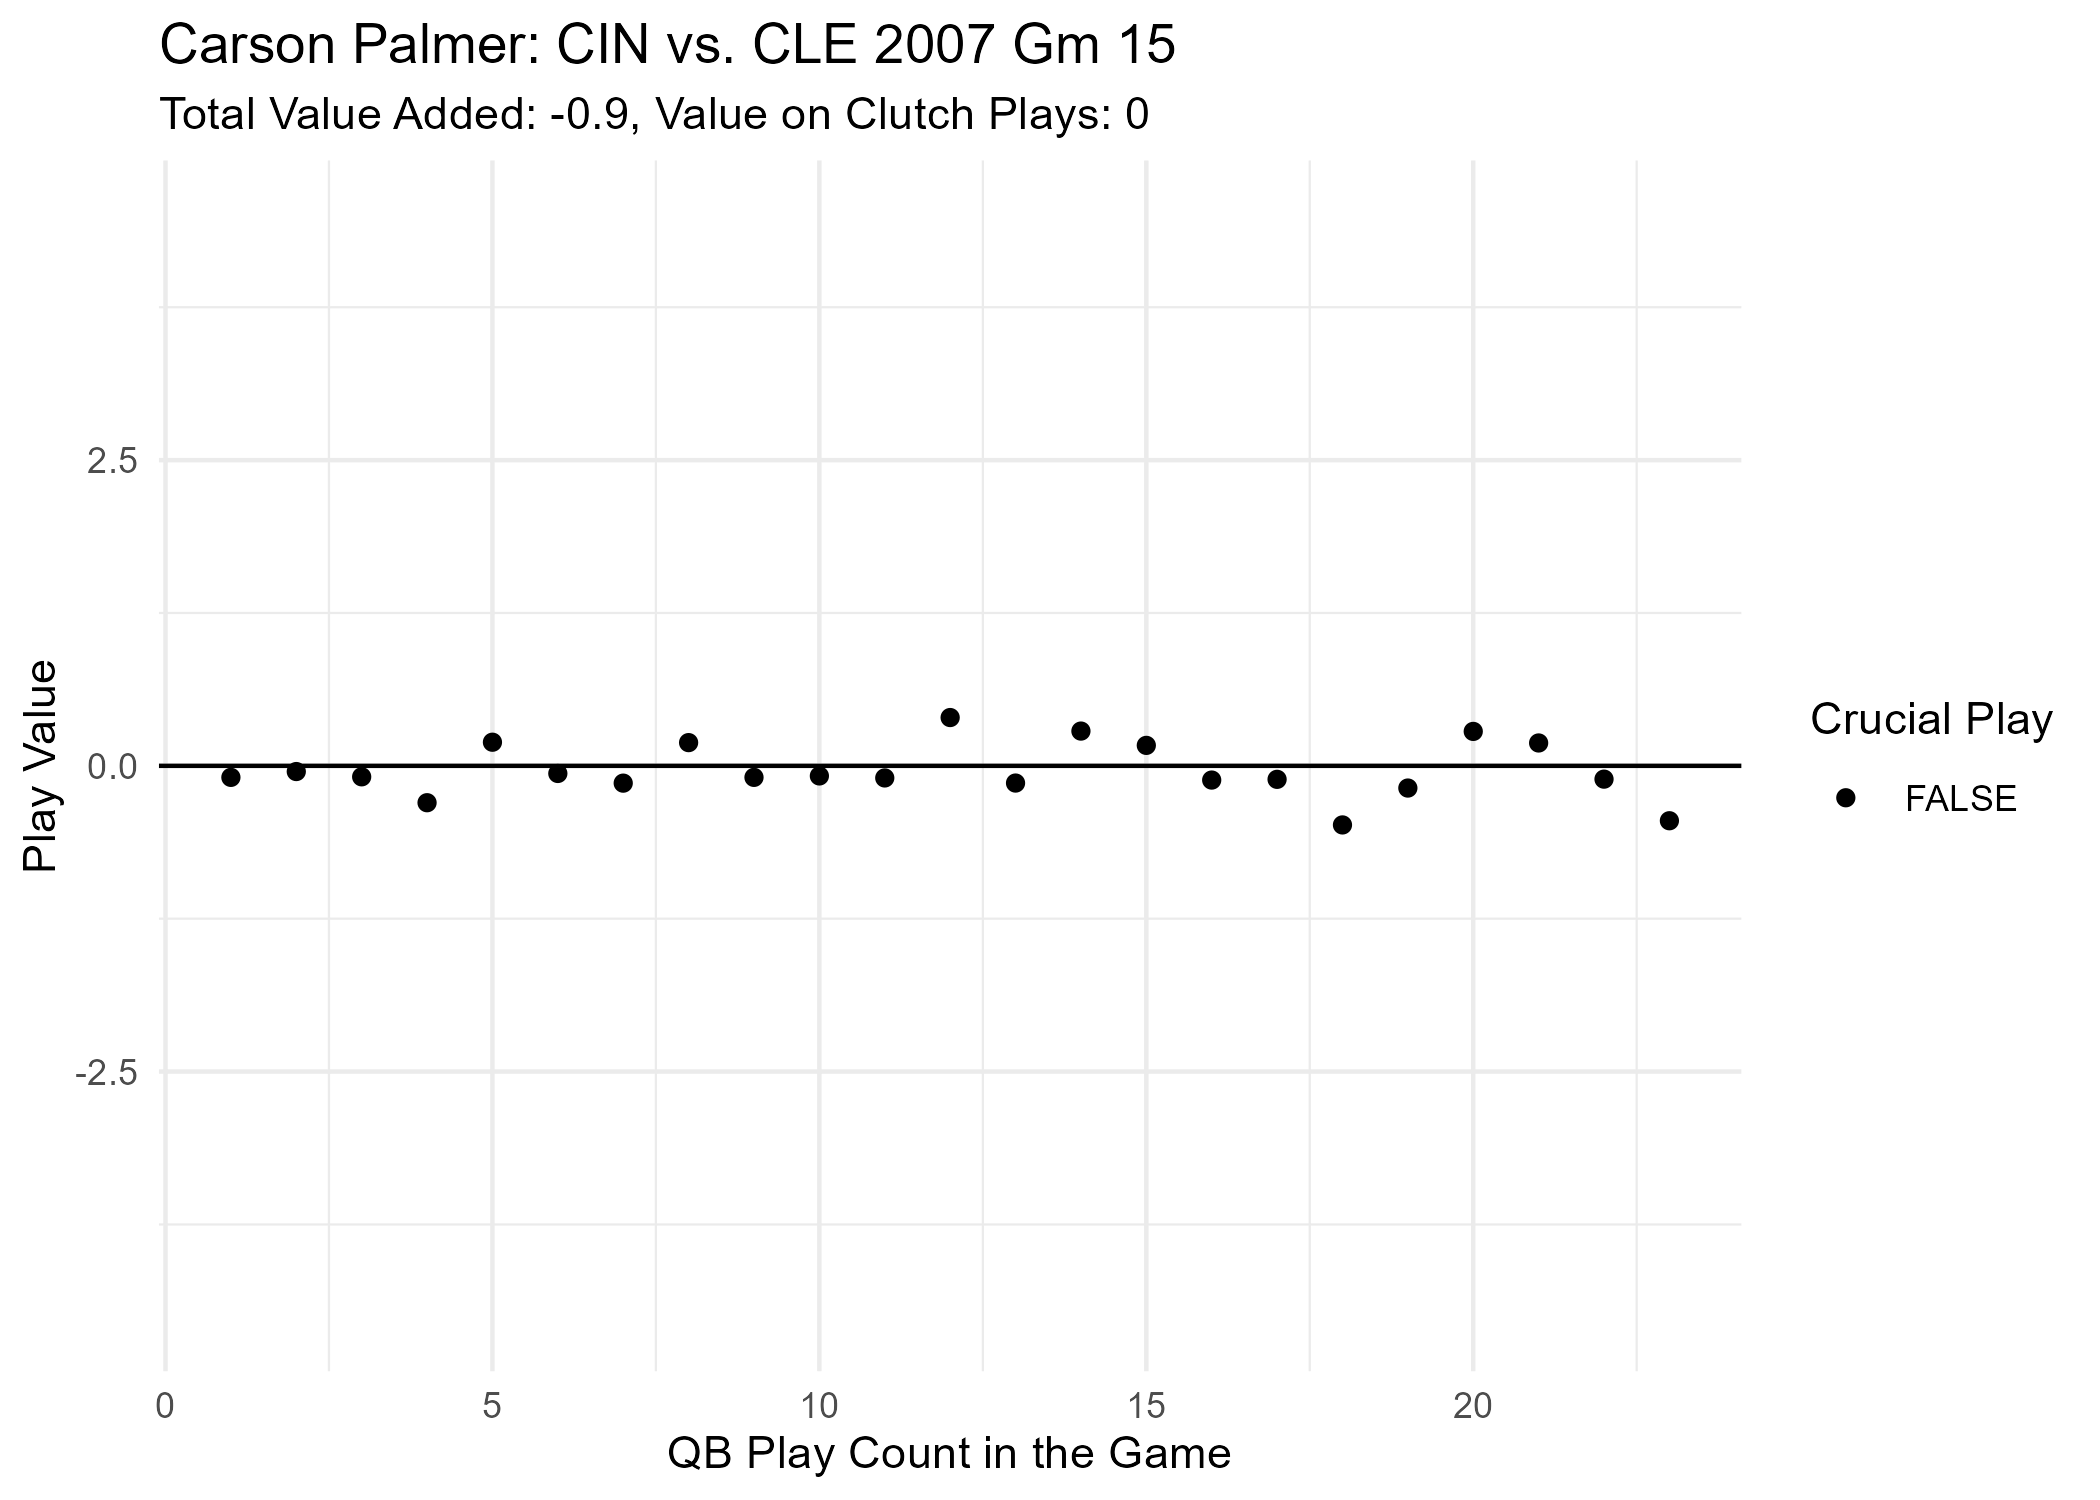 Carson Palmer: CIN vs. CLE 2007 Gm 15
Total Value Added: -0.9, Value on Clutch Plays: 0
Play Value
2.5
0.0
-2.5
0
5
10
15
20
QB Play Count in the Game
Crucial Play
FALSE